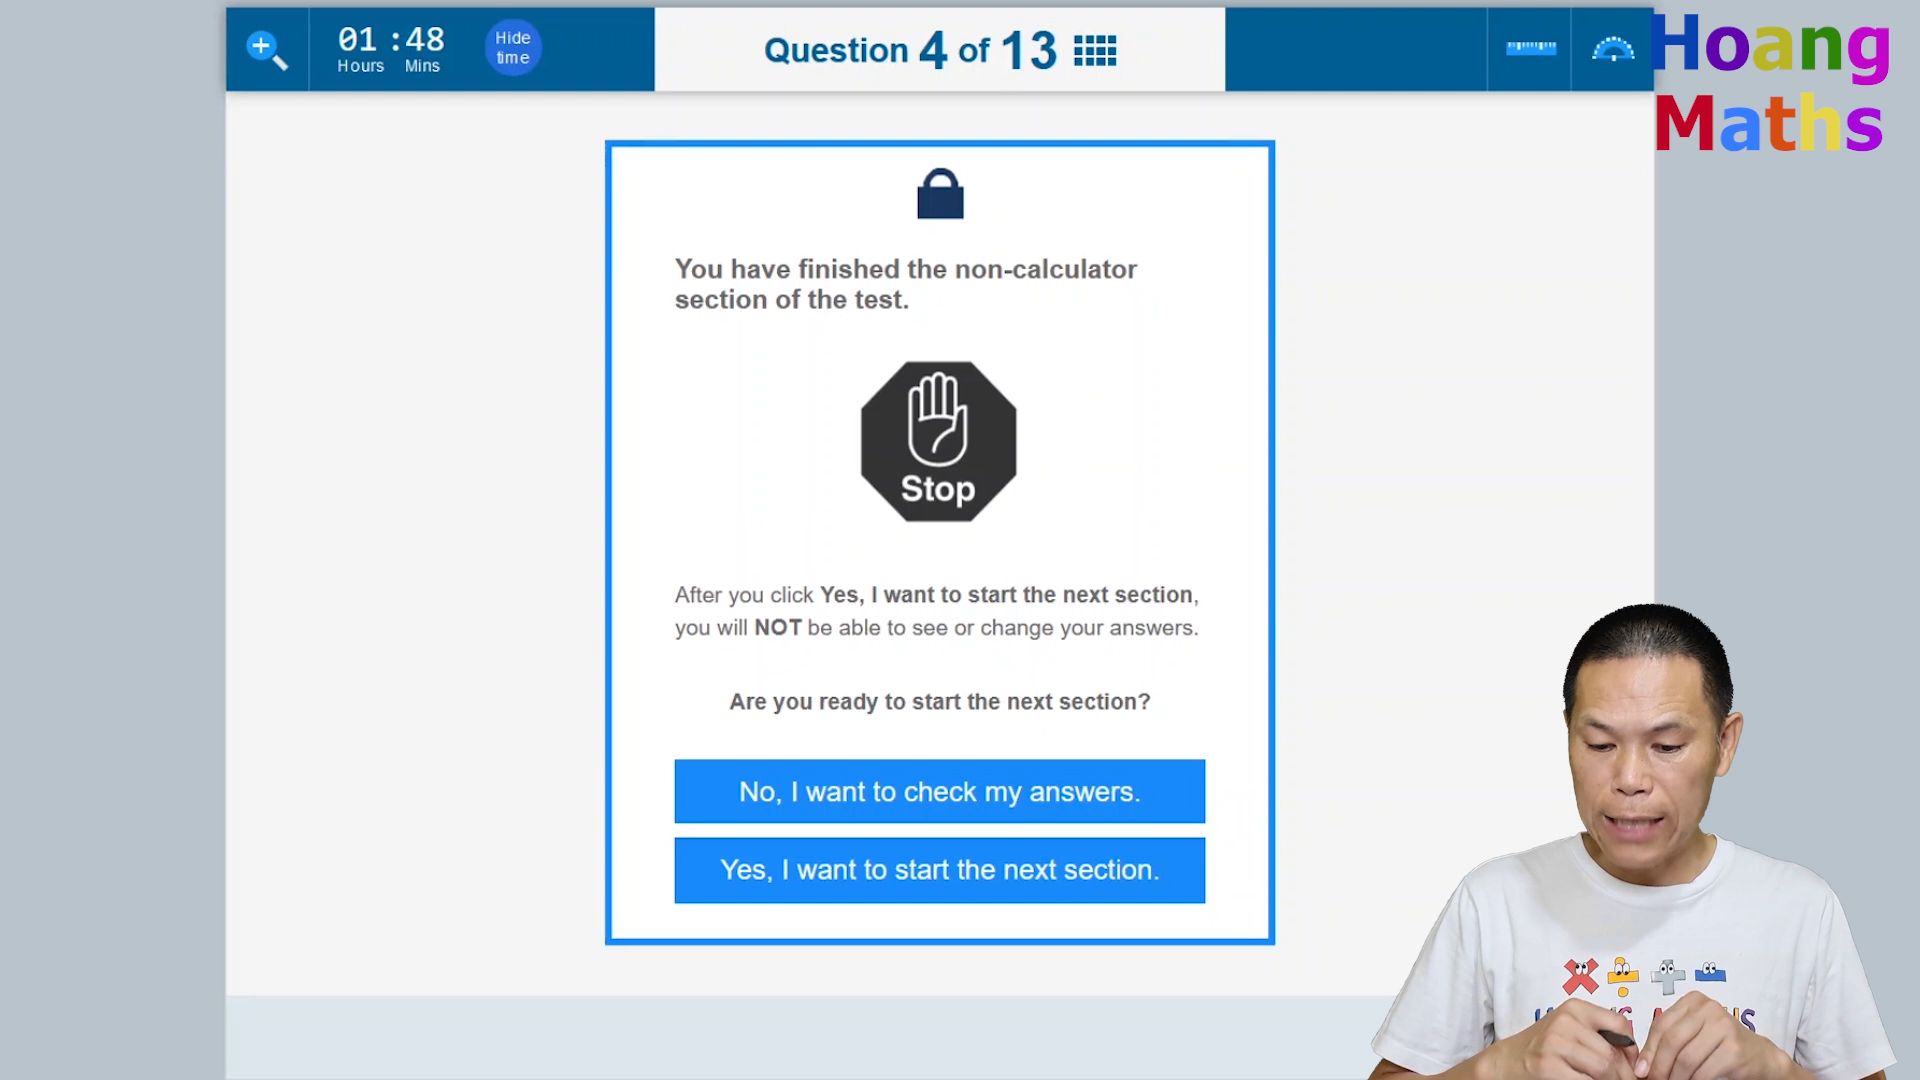 01 : 48
Hours Mins
Hide
time
Question 4 of 13
Hoang
Maths
You have finished the non-calculator
section of the test.
Stop
After you click Yes, I want to start the next section,
you will NOT be able to see or change your answers.
Are you ready to start the next section?
No, I want to check my answers.
Yes, I want to start the next section.